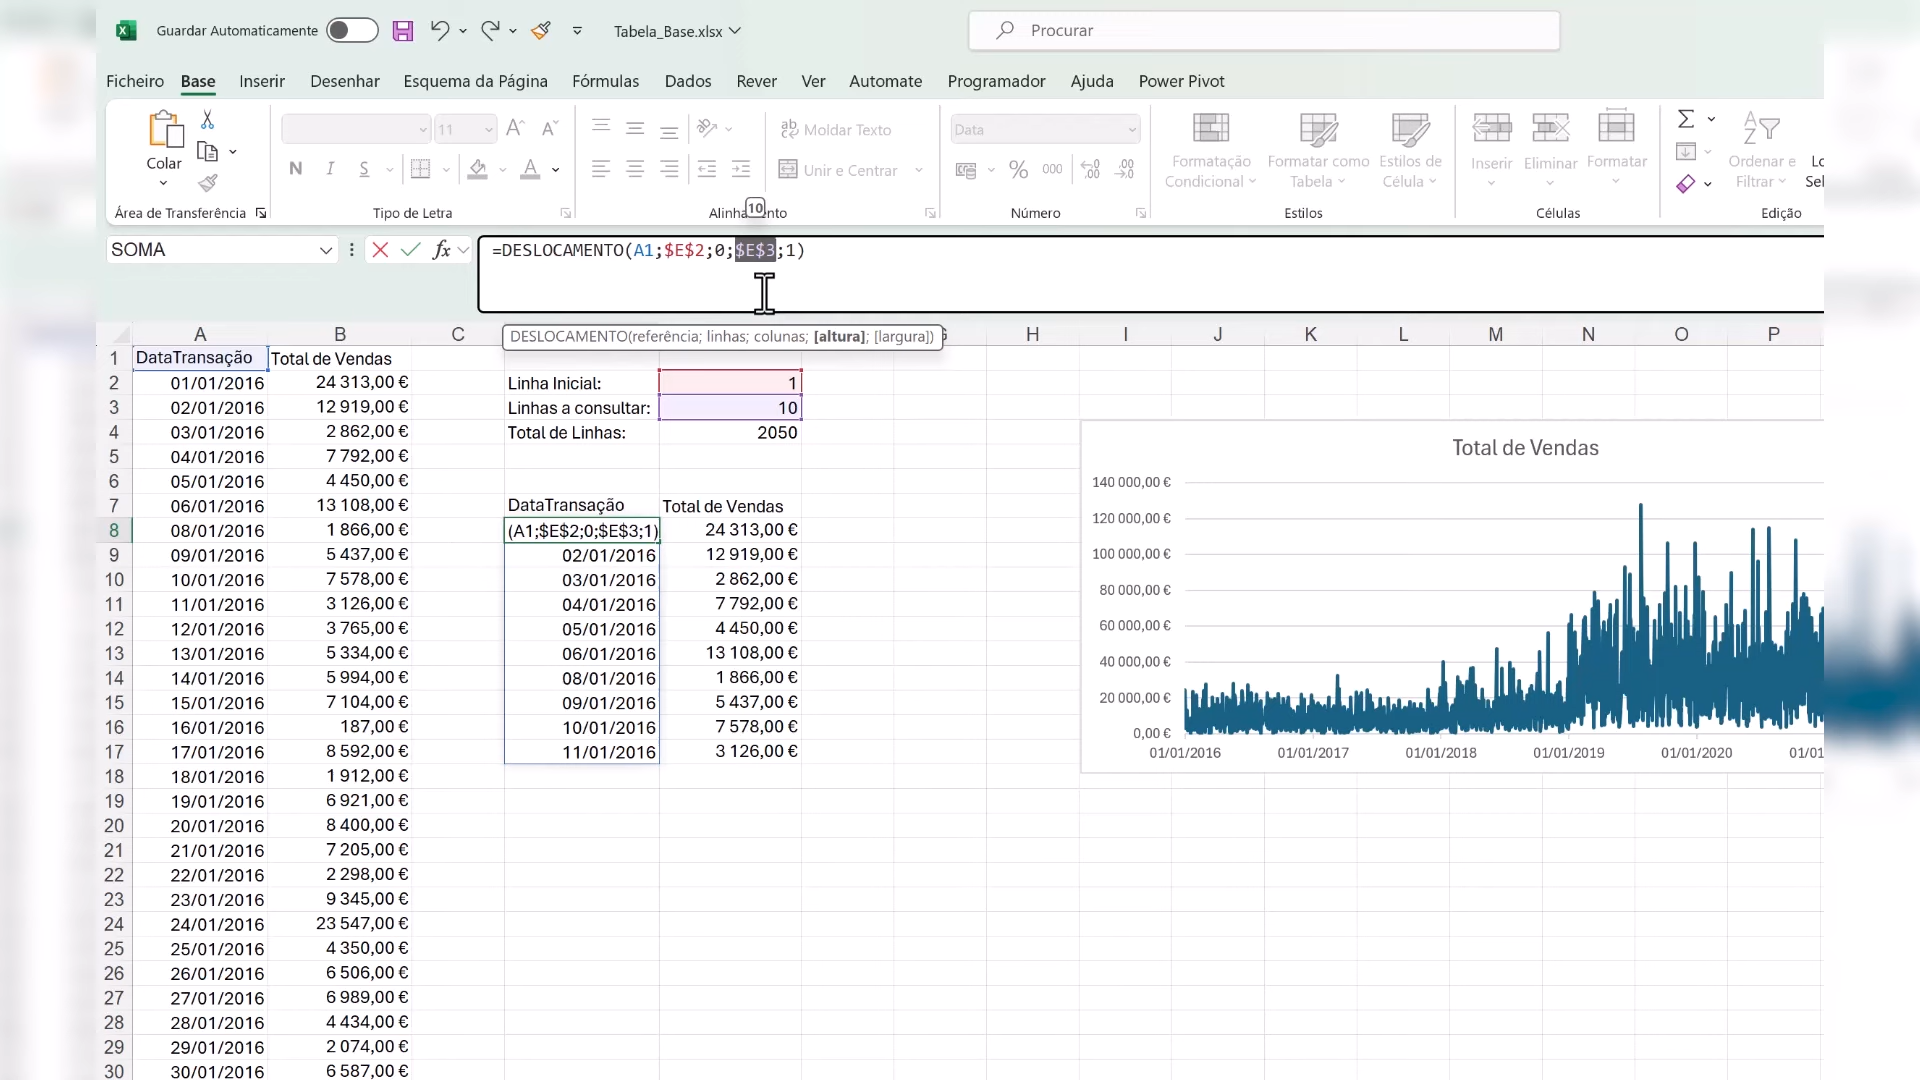 Guardar Automaticamente
Tabela_Base.xlsx
Procurar
Ficheiro Base Inserir Desenhar Esquema da Página Fórmulas Dados Rever Ver Automate Programador Ajuda Power Pivot
Colar
11
N I S A
ab Moldar Texto
Unir e Centrar
Data
% 000
Formatação Condicional
Formatar como Tabela
Estilos de Célula
Inserir Eliminar Formatar
Ordenar e Filtrar
Área de Transferência Tipo de Letra Alinhamento Número Estilos Células Edição
10
SOMA
fx
=DESLOCAMENTO(A1;$E$2;0;$E$3;1)
DESLOCAMENTO(referência; linhas; colunas; [altura]; [largura])
A B C G H I J K L M N O P
1 DataTransação Total de Vendas
2 01/01/2016 24 313,00 € Linha Inicial: 1
3 02/01/2016 12 919,00 € Linhas a consultar: 10
4 03/01/2016 2 862,00 € Total de Linhas: 2050
5 04/01/2016 7 792,00 €
6 05/01/2016 4 450,00 €
7 06/01/2016 13 108,00 € DataTransação Total de Vendas
8 08/01/2016 1 866,00 € (A1;$E$2;0;$E$3;1) 24 313,00 €
9 09/01/2016 5 437,00 € 02/01/2016 12 919,00 €
10 10/01/2016 7 578,00 € 03/01/2016 2 862,00 €
11 11/01/2016 3 126,00 € 04/01/2016 7 792,00 €
12 12/01/2016 3 765,00 € 05/01/2016 4 450,00 €
13 13/01/2016 5 334,00 € 06/01/2016 13 108,00 €
14 14/01/2016 5 994,00 € 08/01/2016 1 866,00 €
15 15/01/2016 7 104,00 € 09/01/2016 5 437,00 €
16 16/01/2016 187,00 € 10/01/2016 7 578,00 €
17 17/01/2016 8 592,00 € 11/01/2016 3 126,00 €
18 18/01/2016 1 912,00 €
19 19/01/2016 6 921,00 €
20 20/01/2016 8 400,00 €
21 21/01/2016 7 205,00 €
22 22/01/2016 2 298,00 €
23 23/01/2016 9 345,00 €
24 24/01/2016 23 547,00 €
25 25/01/2016 4 350,00 €
26 26/01/2016 6 506,00 €
27 27/01/2016 6 989,00 €
28 28/01/2016 4 434,00 €
29 29/01/2016 2 074,00 €
30 30/01/2016 6 587,00 €
Total de Vendas
140 000,00 €
120 000,00 €
100 000,00 €
80 000,00 €
60 000,00 €
40 000,00 €
20 000,00 €
0,00 €
01/01/2016 01/01/2017 01/01/2018 01/01/2019 01/01/2020